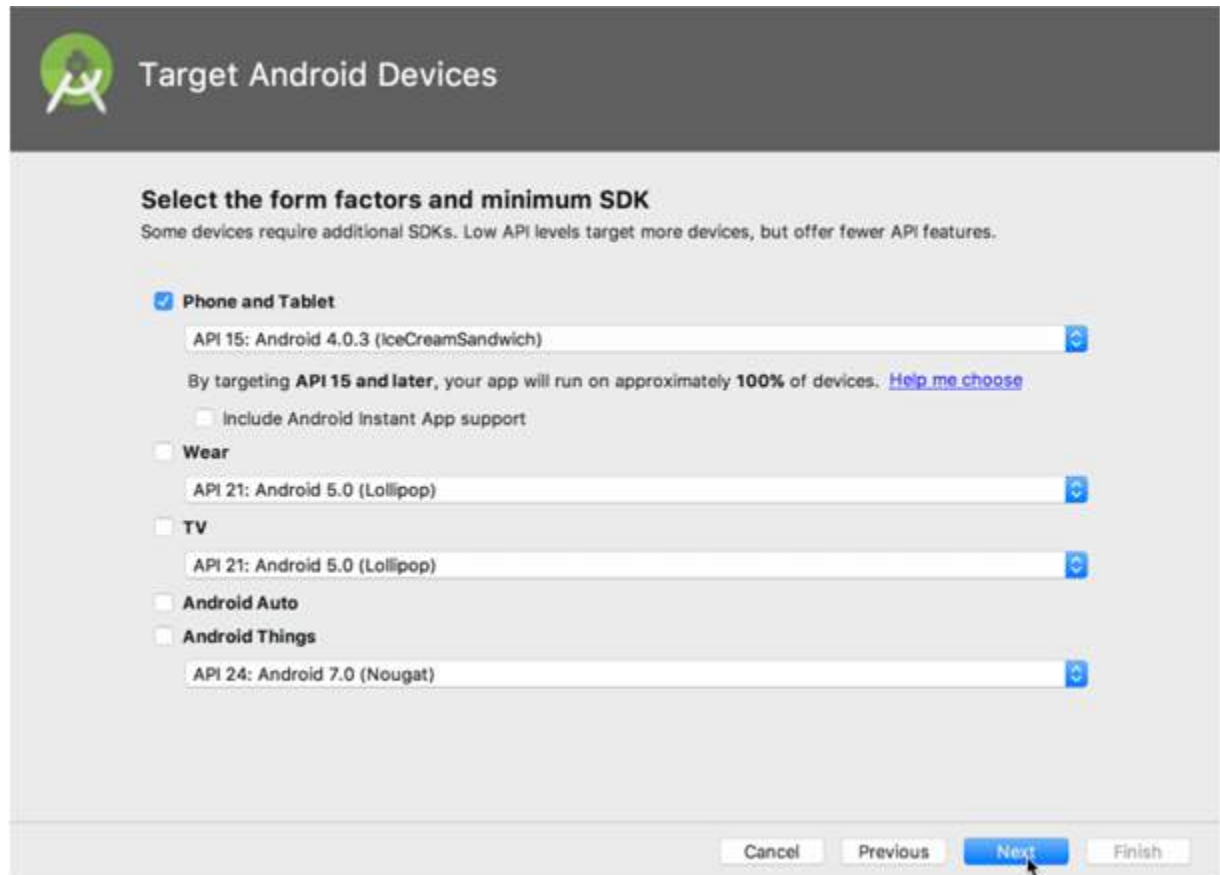 Target Android Devices
Select the form factors and minimum SDK
Some devices require additional SDKs. Low API levels target more devices, but offer fewer API features.
Phone and Tablet
API 15: Android 4.0.3 (IceCreamSandwich)
By targeting API 15 and later, your app will run on approximately 100% of devices. Help me choose
Include Android Instant App support
Wear
API 21: Android 5.0 (Lollipop)
TV
API 21: Android 5.0 (Lollipop)
Android Auto
Android Things
API 24: Android 7.0 (Nougat)
Cancel Previous Next Finish